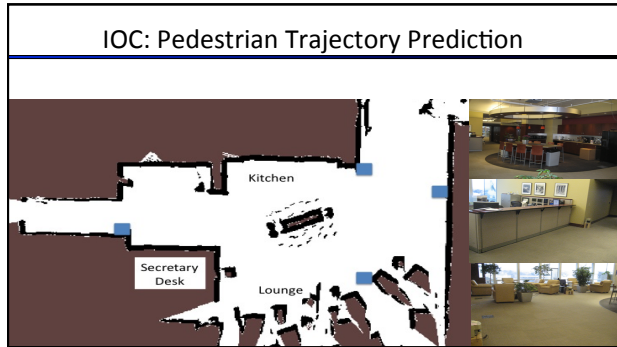 IOC: Pedestrian Trajectory Prediction
Kitchen
Secretary
Desk
Lounge